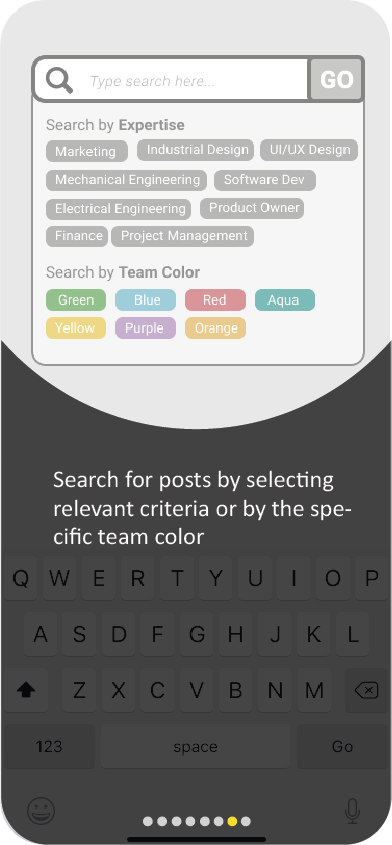 Type search here... GO
Search by Expertise
Marketing Industrial Design UI/UX Design
Mechanical Engineering Software Dev
Electrical Engineering Product Owner
Finance Project Management
Search by Team Color
Green Blue Red Aqua
Yellow Purple Orange
Search for posts by selecting
relevant criteria or by the spe-
cific team color
Q W E R T Y U I O P
A S D F G H J K L
Z X C V B N M
123 space Go